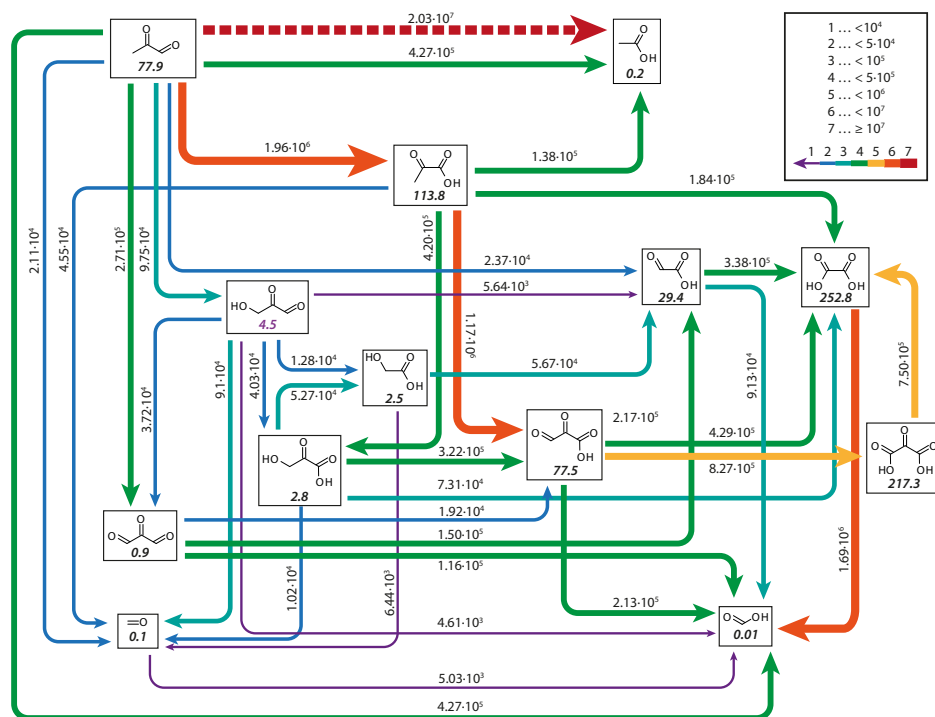 2.03·10⁷
4.27·10⁵
O
O
77.9
O
OH
0.2
1 ... <10⁴
2 ... <5·10⁴
3 ... <10⁵
4 ... <5·10⁵
5 ... <10⁶
6 ... <10⁷
7 ... ≥ 10⁷
1 2 3 4 5 6 7
1.96·10⁶
1.38·10⁵
O O
OH
113.8
1.84·10⁵
2.11·10⁴
4.55·10⁴
2.71·10⁵
9.75·10⁴
4.20·10⁵
2.37·10⁴
5.64·10³
O O
OH
29.4
3.38·10⁵
O O
HO OH
252.8
HO O O
4.5
1.17·10⁶
3.72·10⁴
9.1·10⁴
4.03·10⁴
1.28·10⁴
5.27·10⁴
HO O
OH
2.5
5.67·10⁴
9.13·10⁴
7.50·10⁵
HO O O
OH
2.8
3.22·10⁵
7.31·10⁴
O O O
OH
77.5
2.17·10⁵
4.29·10⁵
8.27·10⁵
O O O
HO OH
217.3
O O O
0.9
1.92·10⁴
1.50·10⁵
1.16·10⁵
1.02·10⁴
6.44·10³
1.69·10⁶
2.13·10⁵
=O
0.1
4.61·10³
O OH
0.01
5.03·10³
4.27·10⁵